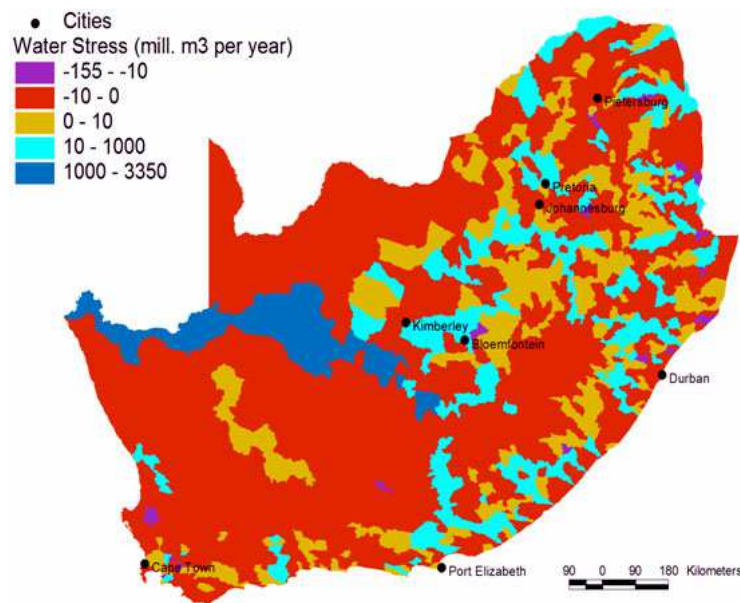 Cities
Water Stress (mill. m3 per year)
-155 - -10
-10 - 0
0 - 10
10 - 1000
1000 - 3350
Pietersburg
Pretoria
Johannesburg
Kimberley
Bloemfontein
Durban
Cape Town
Port Elizabeth
90 0 90 180 Kilometers